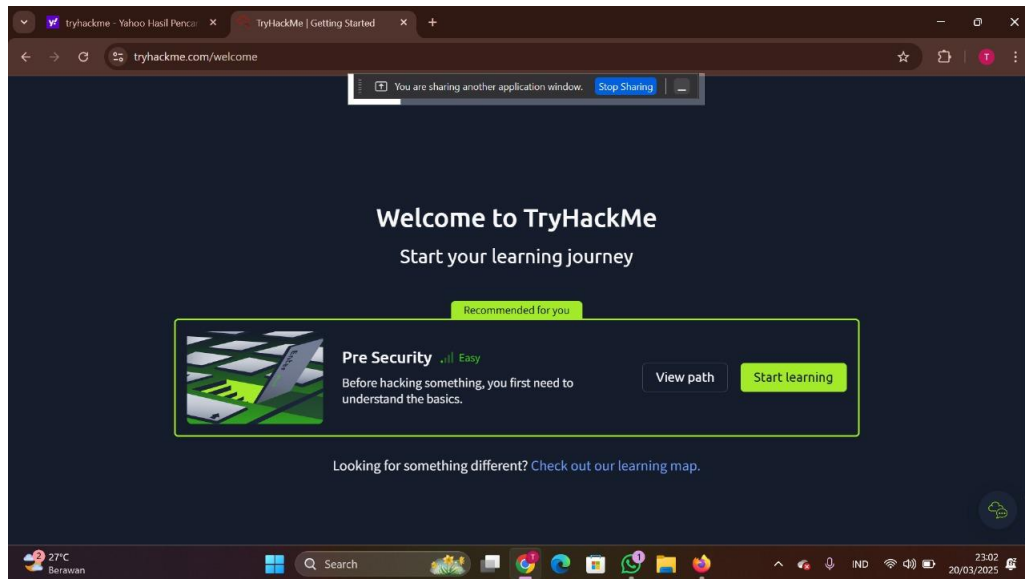 tryhackme - Yahoo Hasil Pencar
TryHackMe | Getting Started
tryhackme.com/welcome
T
You are sharing another application window. Stop Sharing
Welcome to TryHackMe
Start your learning journey
Recommended for you
Pre Security Easy
Before hacking something, you first need to
understand the basics.
View path
Start learning
Looking for something different? Check out our learning map.
2
27°C
Berawan
Search
1
IND
23:02
20/03/2025